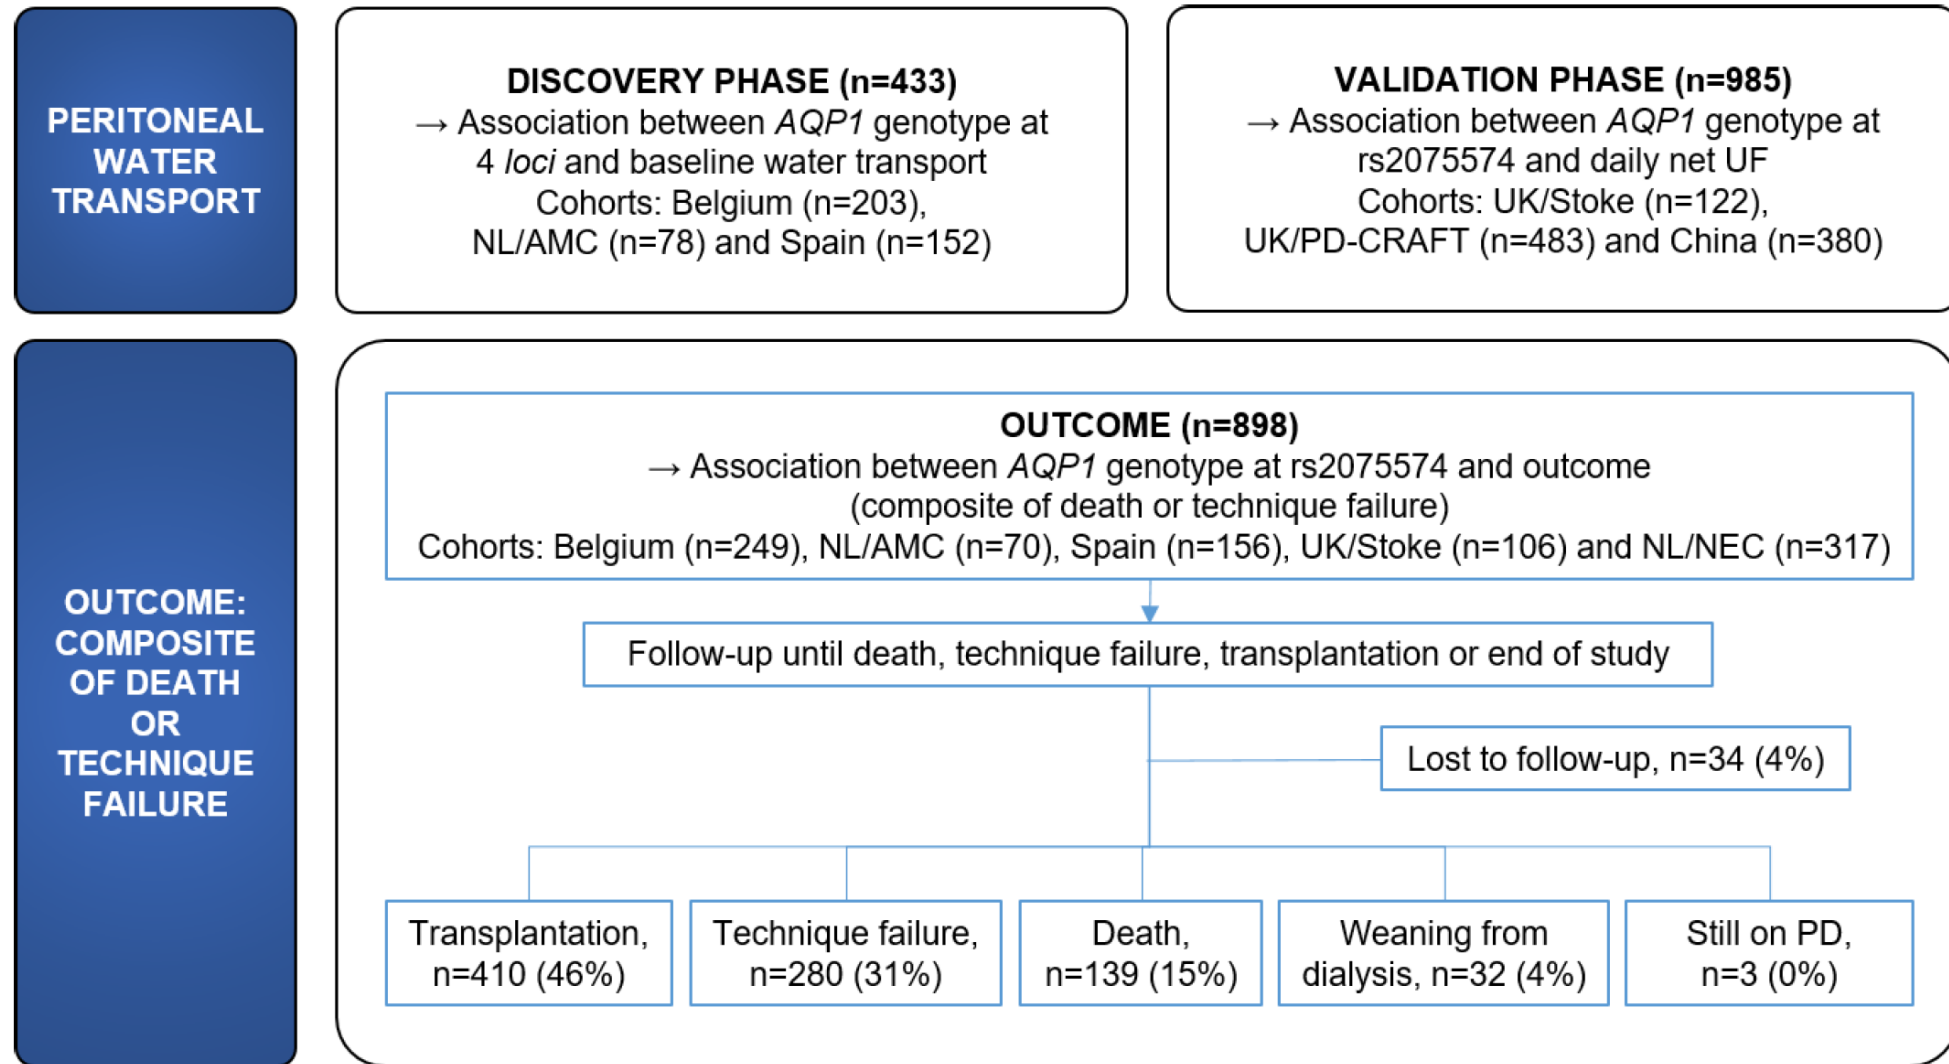 PERITONEAL
WATER
TRANSPORT
DISCOVERY PHASE (n=433)
→ Association between AQP1 genotype at
4 loci and baseline water transport
Cohorts: Belgium (n=203),
NL/AMC (n=78) and Spain (n=152)
VALIDATION PHASE (n=985)
→ Association between AQP1 genotype at
rs2075574 and daily net UF
Cohorts: UK/Stoke (n=122),
UK/PD-CRAFT (n=483) and China (n=380)
OUTCOME:
COMPOSITE
OF DEATH
OR
TECHNIQUE
FAILURE
OUTCOME (n=898)
→ Association between AQP1 genotype at rs2075574 and outcome
(composite of death or technique failure)
Cohorts: Belgium (n=249), NL/AMC (n=70), Spain (n=156), UK/Stoke (n=106) and NL/NEC (n=317)
Follow-up until death, technique failure, transplantation or end of study
Lost to follow-up, n=34 (4%)
Transplantation,
n=410 (46%)
Technique failure,
n=280 (31%)
Death,
n=139 (15%)
Weaning from
dialysis, n=32 (4%)
Still on PD,
n=3 (0%)